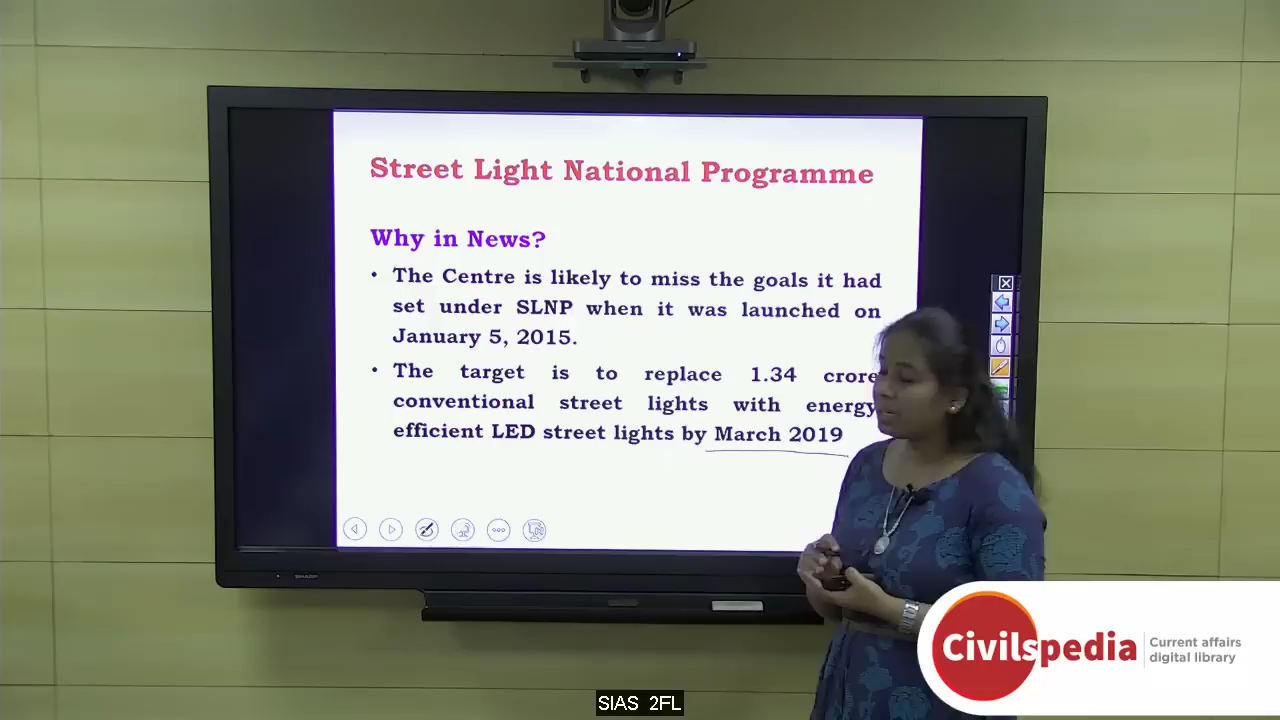 Street Light National Programme
Why in News?
• The Centre is likely to miss the goals it had
set under SLNP when it was launched on
January 5, 2015.
• The target is to replace 1.34 crore
conventional street lights with energy
efficient LED street lights by March 2019
SHARP
Civilspedia
Current affairs
digital library
SIAS 2FL